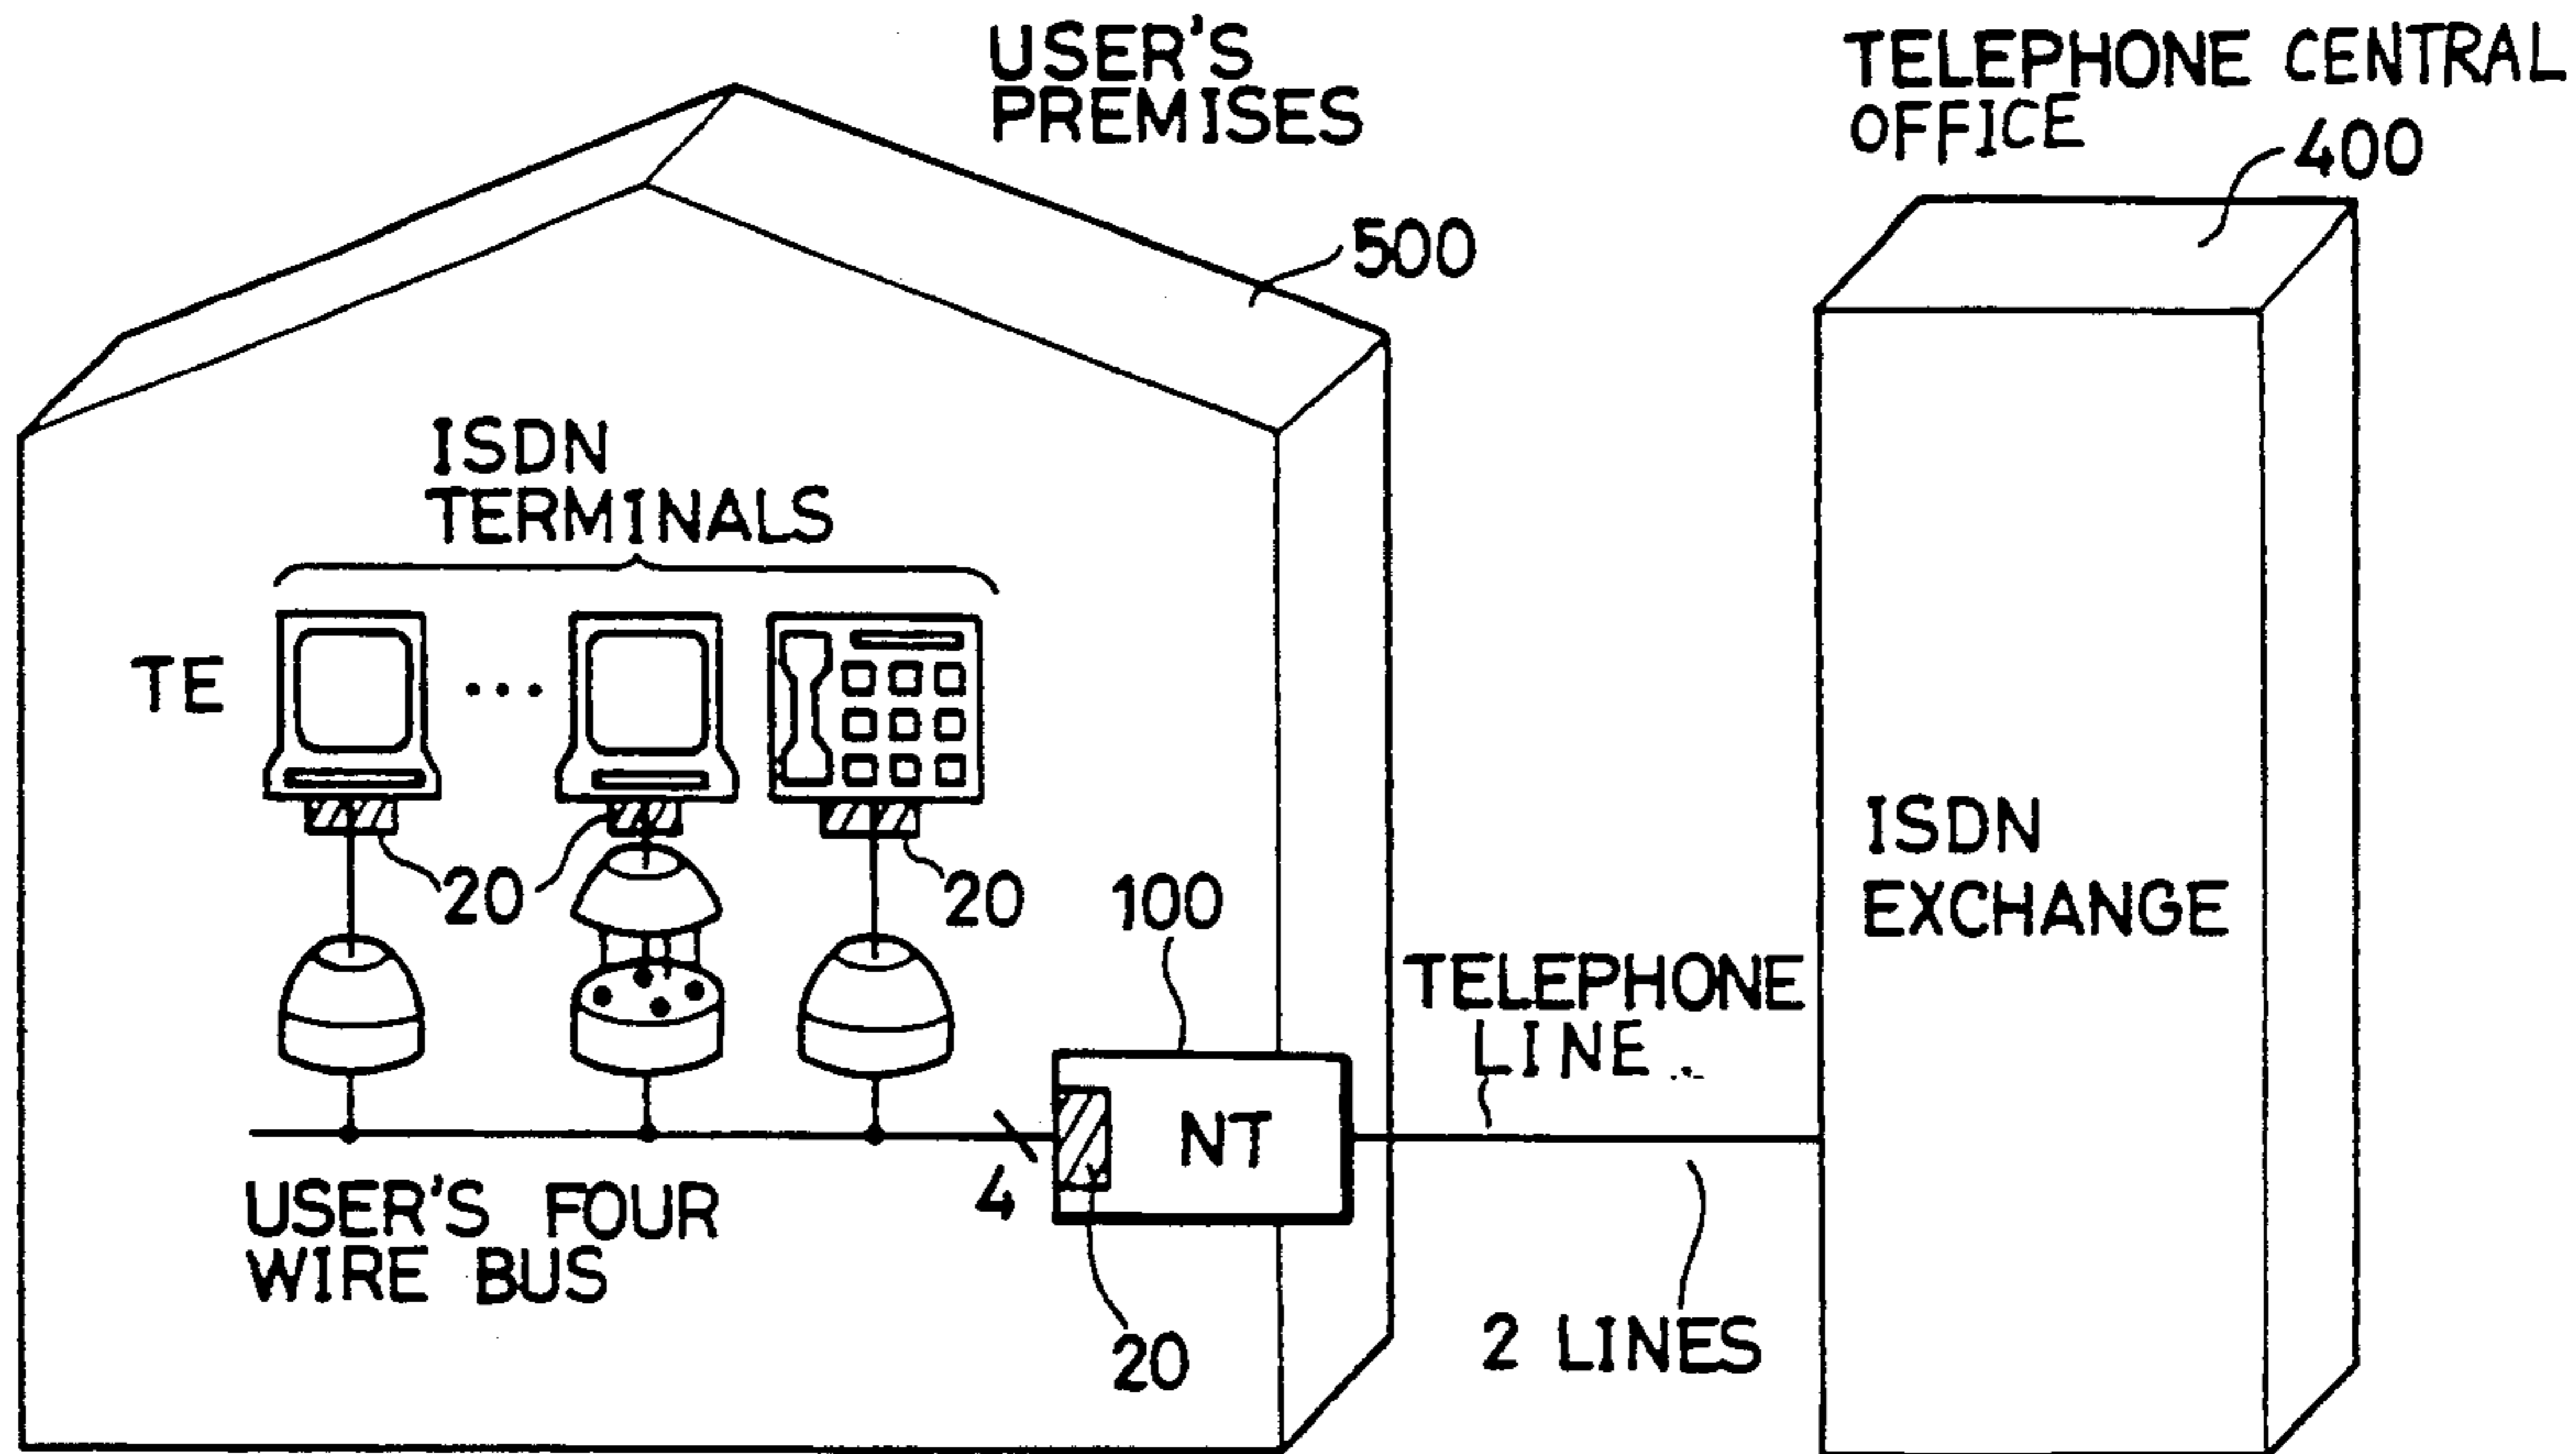 USER'S
PREMISES
TELEPHONE CENTRAL
OFFICE
400
500
ISDN
TERMINALS
TE
...
20
20
100
ISDN
EXCHANGE
TELEPHONE
LINE
NT
4
USER'S FOUR
WIRE BUS
20
2 LINES